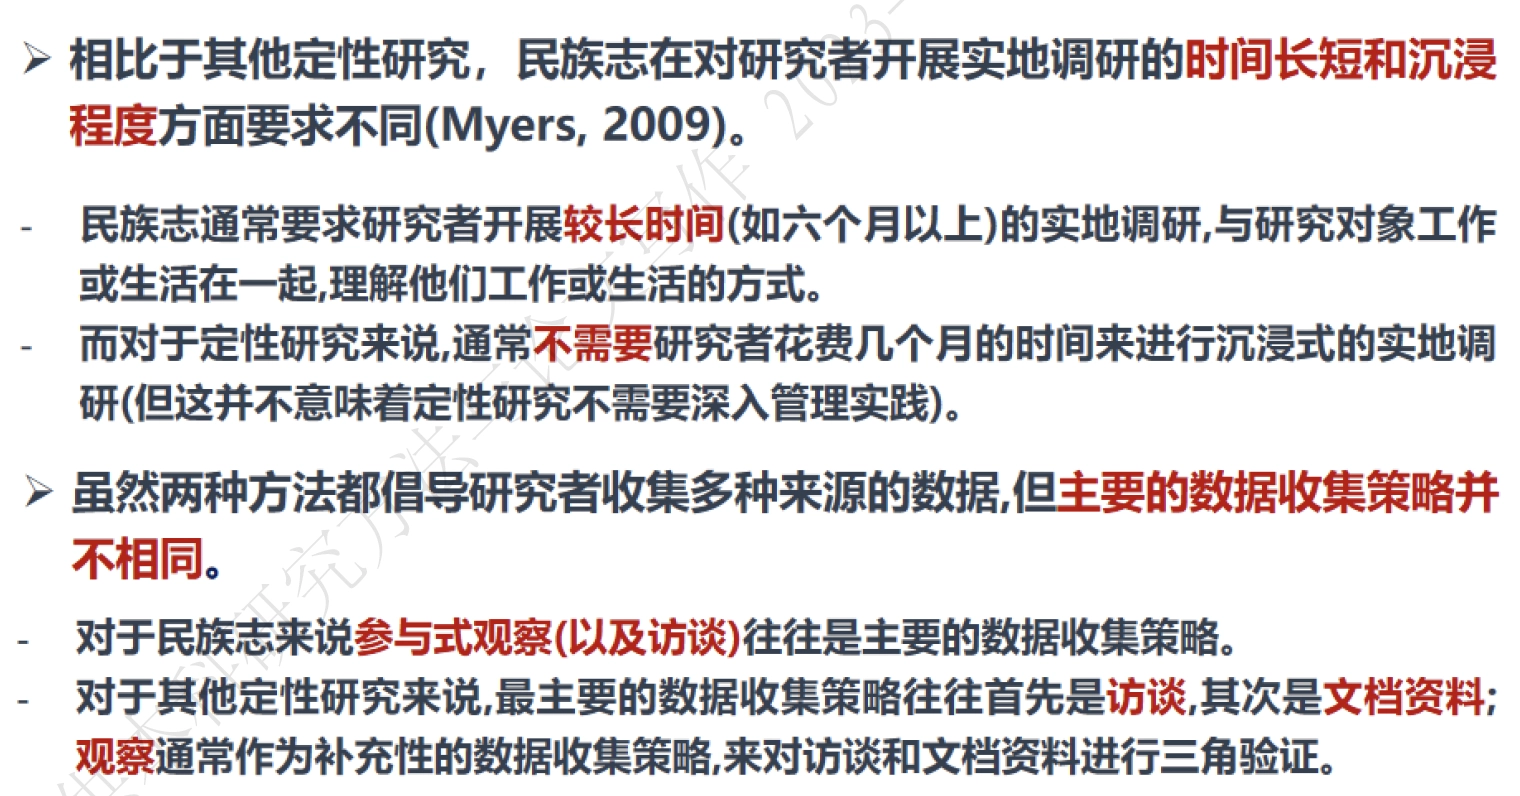 ➢ 相比于其他定性研究，民族志在对研究者开展实地调研的时间长短和沉浸
程度方面要求不同(Myers, 2009)。
- 民族志通常要求研究者开展较长时间(如六个月以上)的实地调研,与研究对象工作
或生活在一起,理解他们工作或生活的方式。
- 而对于定性研究来说,通常不需要研究者花费几个月的时间来进行沉浸式的实地调
研(但这并不意味着定性研究不需要深入管理实践)。
➢ 虽然两种方法都倡导研究者收集多种来源的数据,但主要的数据收集策略并
不相同。
- 对于民族志来说参与式观察(以及访谈)往往是主要的数据收集策略。
- 对于其他定性研究来说,最主要的数据收集策略往往首先是访谈,其次是文档资料;
观察通常作为补充性的数据收集策略,来对访谈和文档资料进行三角验证。
供大科研究方法与论文写作 2023-